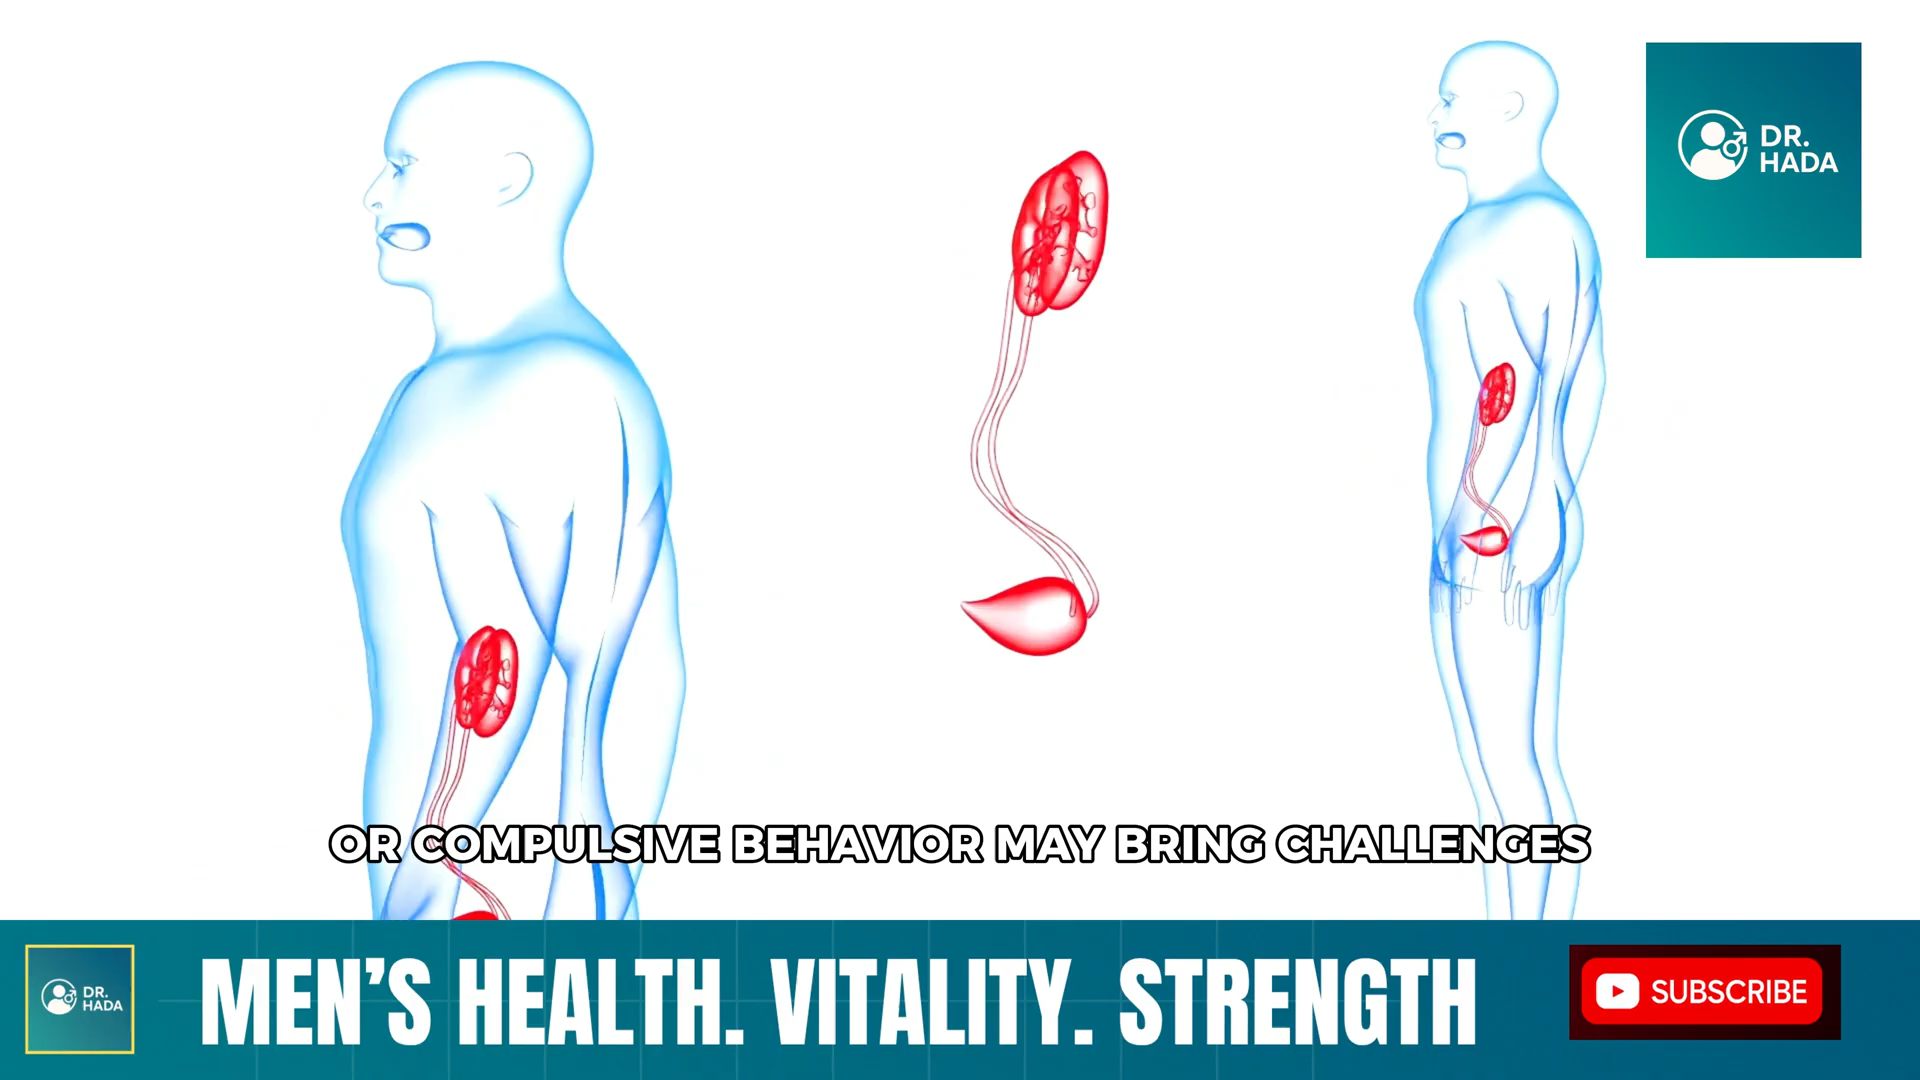 DR.
HADA
OR COMPULSIVE BEHAVIOR MAY BRING CHALLENGES
DR.
HADA
MEN'S HEALTH. VITALITY. STRENGTH
SUBSCRIBE